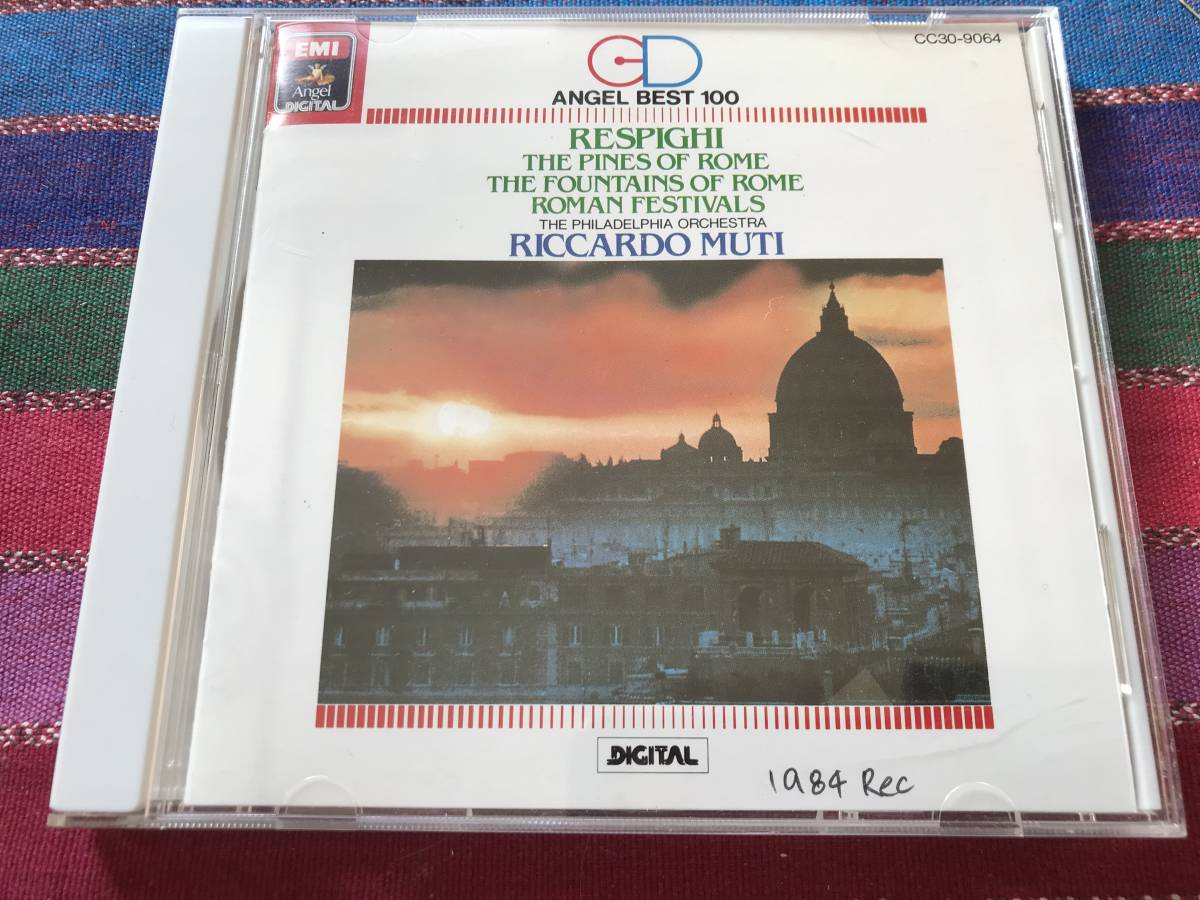 EMI
Angel
DIGITAL
CD
CC30-9064
ANGEL BEST 100
RESPIGHI
THE PINES OF ROME
THE FOUNTAINS OF ROME
ROMAN FESTIVALS
THE PHILADELPHIA ORCHESTRA
RICCARDO MUTI
DIGITAL
1984 Rec